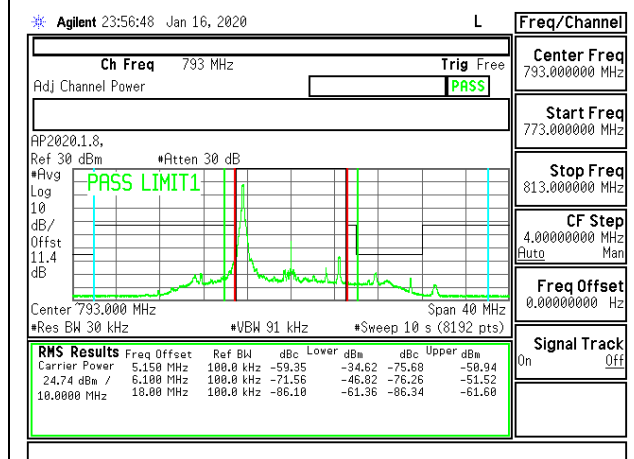 Agilent 23:56:48 Jan 16, 2020 L
Freq/Channel
Ch Freq 793 MHz Trig Free
Adj Channel Power PASS
Center Freq
793.000000 MHz
Start Freq
773.000000 MHz
Stop Freq
813.000000 MHz
CF Step
4.00000000 MHz
Auto Man
Freq Offset
0.00000000 Hz
Signal Track
On Off
AP2020.1.8,
Ref 30 dBm #Atten 30 dB
#Avg
Log
10
dB/
Offst
11.4
dB
PASS LIMIT1
Center 793.000 MHz Span 40 MHz
#Res BW 30 kHz #VBW 91 kHz #Sweep 10 s (8192 pts)
RMS Results Freq Offset Ref BW dBc Lower dBm dBc Upper dBm
Carrier Power 5.150 MHz 100.0 kHz -59.35 -34.62 -75.68 -50.94
24.74 dBm / 6.100 MHz 100.0 kHz -71.56 -46.82 -76.26 -51.52
10.0000 MHz 18.00 MHz 100.0 kHz -86.10 -61.36 -86.34 -61.60